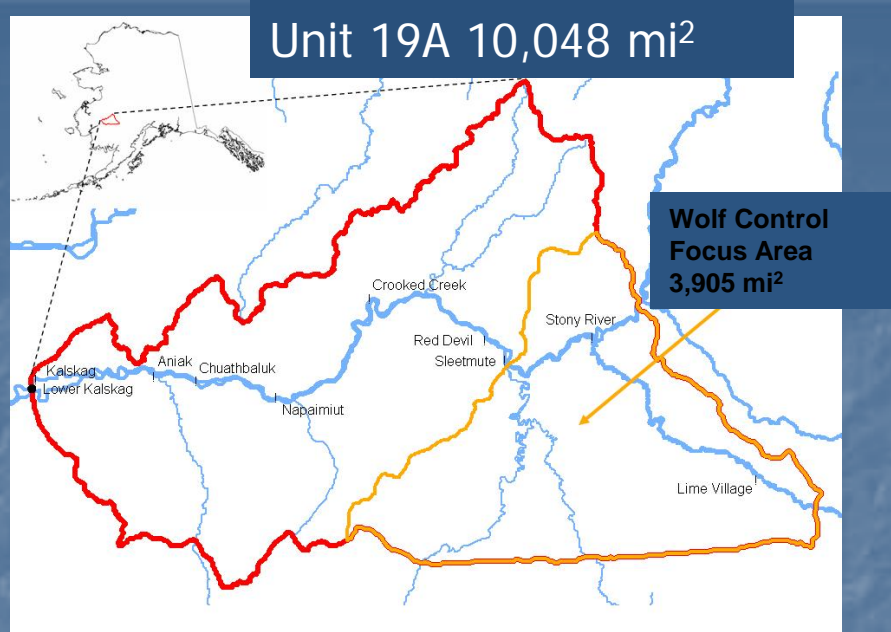 Unit 19A 10,048 mi²
Wolf Control
Focus Area
3,905 mi²
Crooked Creek
Stony River
Red Devil
Sleetmute
Kalskag
Aniak
Lower Kalskag
Chuathbaluk
Napaimiut
Lime Village